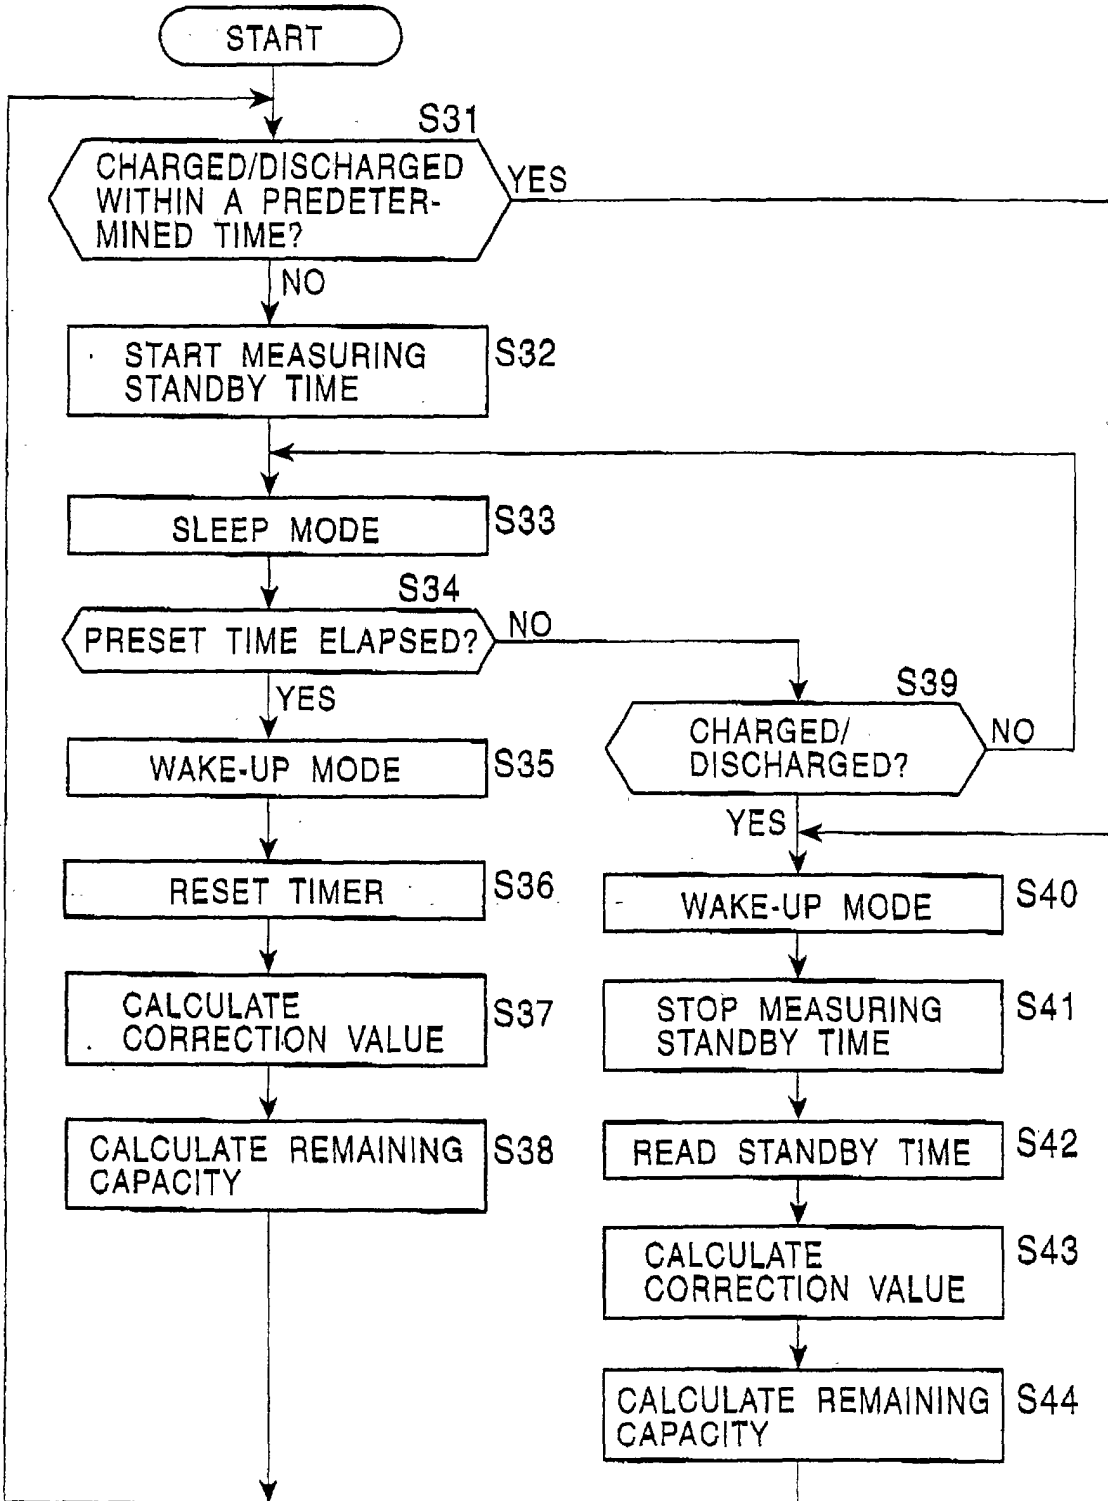 START
S31
CHARGED/DISCHARGED
WITHIN A PREDETER-
MINED TIME?
YES
NO
START MEASURING
STANDBY TIME
S32
SLEEP MODE
S33
S34
PRESET TIME ELAPSED?
NO
YES
S39
CHARGED/
DISCHARGED?
NO
YES
WAKE-UP MODE
S35
RESET TIMER
S36
WAKE-UP MODE
S40
CALCULATE
CORRECTION VALUE
S37
STOP MEASURING
STANDBY TIME
S41
CALCULATE REMAINING
CAPACITY
S38
READ STANDBY TIME
S42
CALCULATE
CORRECTION VALUE
S43
CALCULATE REMAINING
CAPACITY
S44